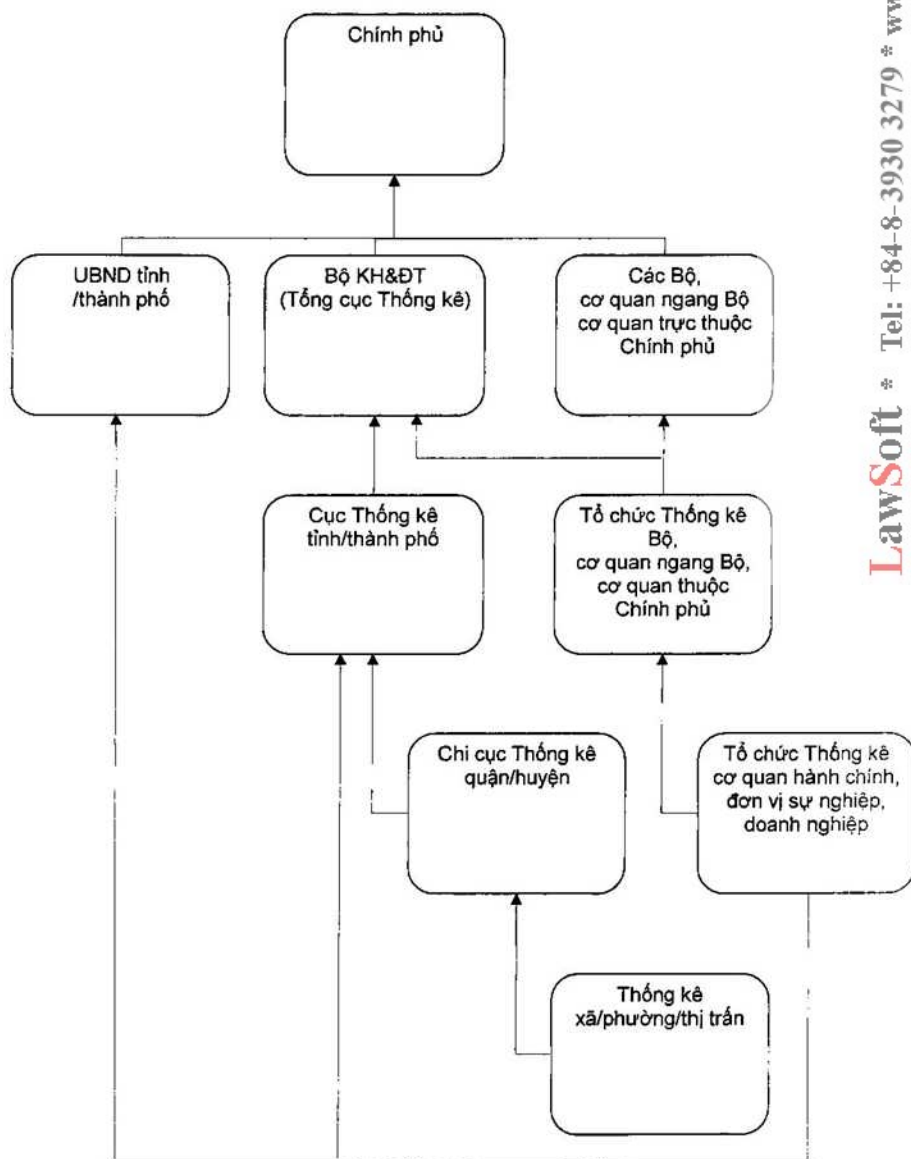 Chính phủ
UBND tỉnh
/thành phố
Bộ KH&ĐT
(Tổng cục Thống kê)
Các Bộ,
cơ quan ngang Bộ
cơ quan trực thuộc
Chính phủ
Cục Thống kê
tỉnh/thành phố
Tổ chức Thống kê
Bộ,
cơ quan ngang Bộ,
cơ quan thuộc
Chính phủ
Chi cục Thống kê
quận/huyện
Tổ chức Thống kê
cơ quan hành chính,
đơn vị sự nghiệp,
doanh nghiệp
Thống kê
xã/phường/thị trấn
LawSoft * Tel: +84-8-3930 3279 *